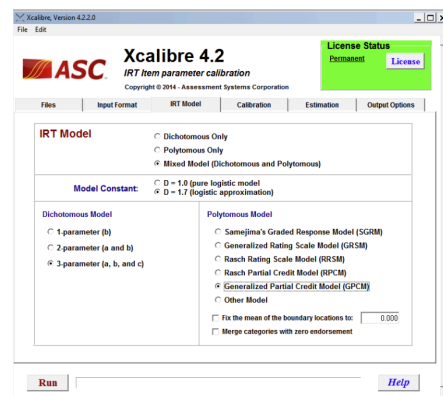 Xcalibre, Version 4.2.2.0
File Edit
ASC
Xcalibre 4.2
IRT Item parameter calibration
Copyright © 2014 - Assessment Systems Corporation
License Status
Permanent
License
Files Input Format IRT Model Calibration Estimation Output Options
IRT Model
Dichotomous Only
Polytomous Only
Mixed Model (Dichotomous and Polytomous)
Model Constant:
D = 1.0 (pure logistic model
D = 1.7 (logistic approximation)
Dichotomous Model
1-parameter (b)
2-parameter (a and b)
3-parameter (a, b, and c)
Polytomous Model
Samejima's Graded Response Model (SGRM)
Generalized Rating Scale Model (GRSM)
Rasch Rating Scale Model (RRSM)
Rasch Partial Credit Model (RPCM)
Generalized Partial Credit Model (GPCM)
Other Model
Fix the mean of the boundary locations to: 0.000
Merge categories with zero endorsement
Run
Help